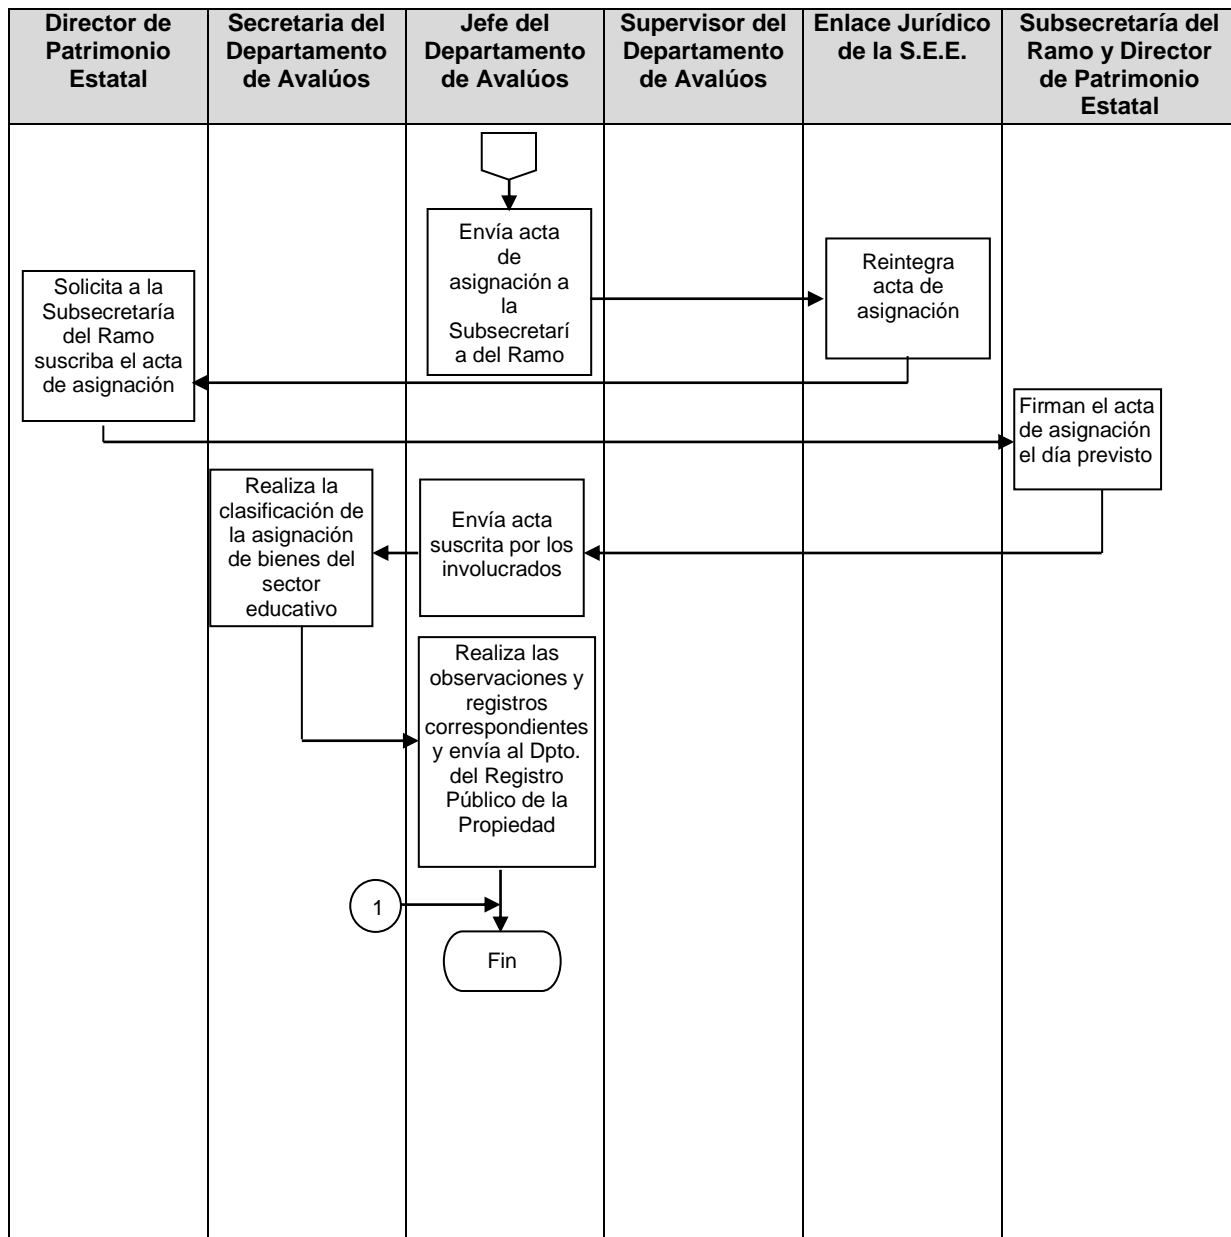 Director de
Patrimonio
Estatal
Secretaria del
Departamento
de Avalúos
Jefe del
Departamento
de Avalúos
Supervisor del
Departamento
de Avalúos
Enlace Jurídico
de la S.E.E.
Subsecretaría del
Ramo y Director
de Patrimonio
Estatal
Envía acta
de
asignación a
la
Subsecretarí
a del Ramo
Reintegra
acta de
asignación
Solicita a la
Subsecretaría
del Ramo
suscriba el acta
de asignación
Firman el acta
de asignación
el día previsto
Envía acta
suscrita por los
involucrados
Realiza la
clasificación de
la asignación
de bienes del
sector
educativo
Realiza las
observaciones y
registros
correspondientes
y envía al Dpto.
del Registro
Público de la
Propiedad
1
Fin